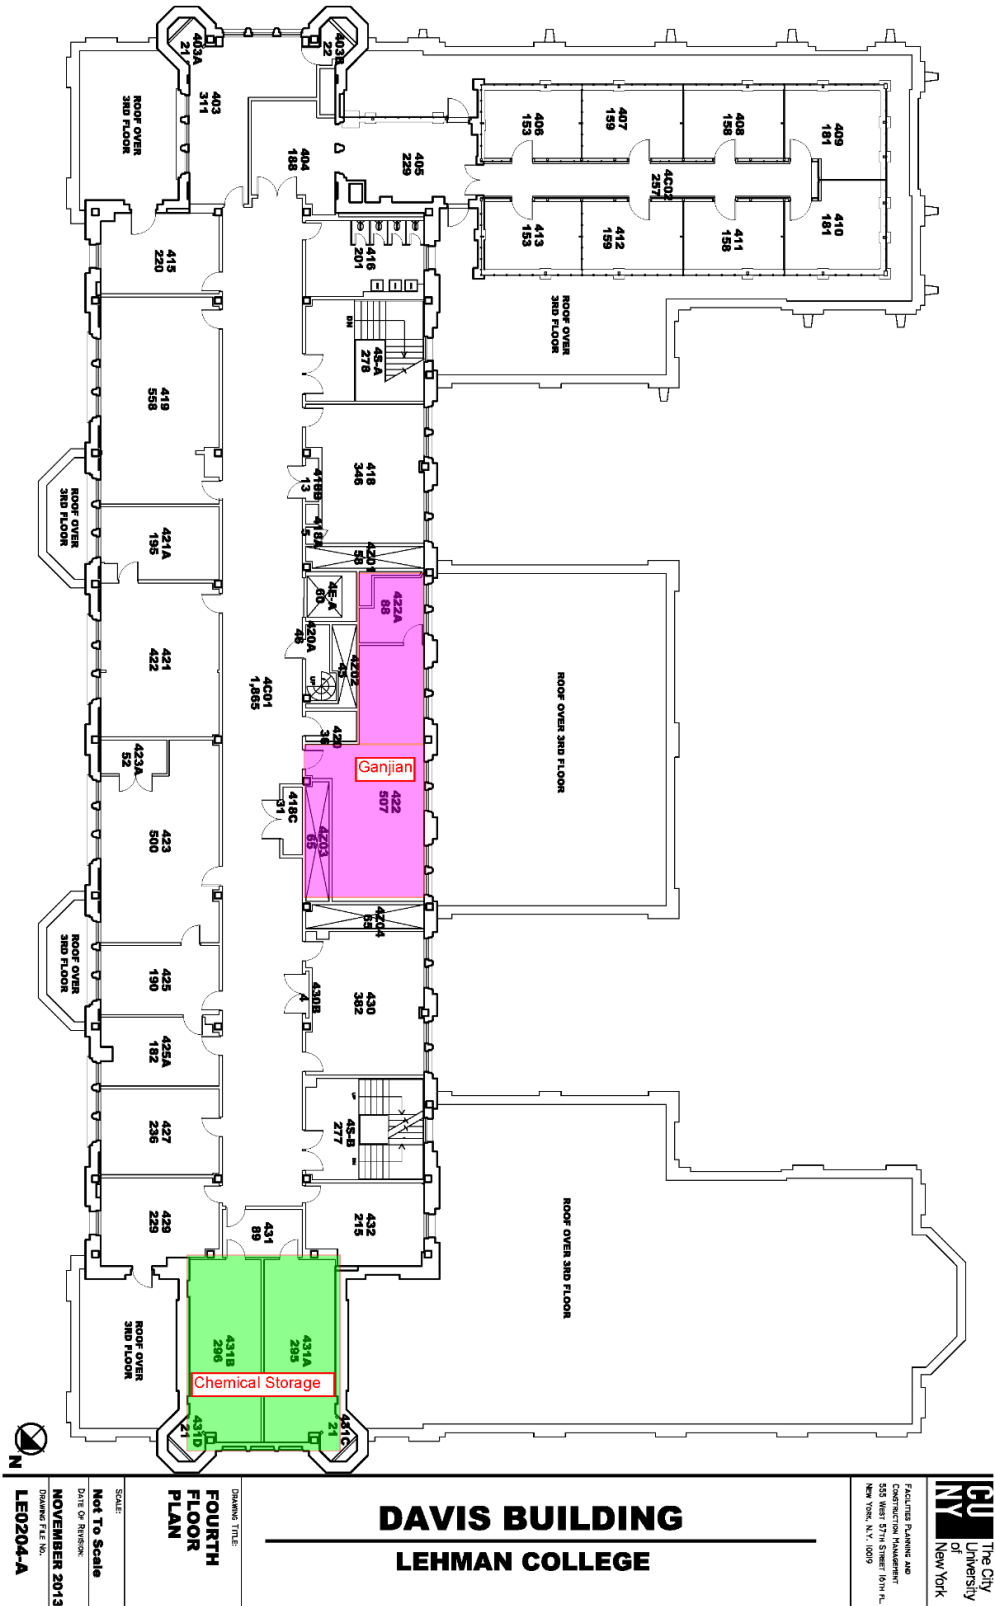 403A
21
403B
22
403
311
ROOF OVER
3RD FLOOR
404
188
405
229
406
153
407
159
408
158
409
181
4C02
257
413
153
412
159
411
158
410
181
415
220
416
201
ROOF OVER
3RD FLOOR
DN
4S-A
278
419
558
418
346
418B
13
418A
5
ROOF OVER
3RD FLOOR
421A
195
4Z01
58
4E-A
60
422A
88
420A
48
4Z02
45
UP
421
422
4C01
1,865
420
36
ROOF OVER 3RD FLOOR
423A
52
Ganjian
422
507
418C
31
4Z03
65
423
500
4Z04
65
ROOF OVER
3RD FLOOR
425
190
430B
4
430
382
425A
182
UP
4S-B
277
DN
427
236
429
229
431
89
432
215
ROOF OVER 3RD FLOOR
ROOF OVER
3RD FLOOR
431B
296
431A
295
Chemical Storage
431D
21
431C
21
N
CUNY
The City
University
of
New York
FACILITIES PLANNING AND
CONSTRUCTION MANAGEMENT
555 WEST 57TH STREET 16TH FL.
NEW YORK, N.Y. 10019
DAVIS BUILDING
LEHMAN COLLEGE
DRAWING TITLE:
FOURTH
FLOOR
PLAN
SCALE:
Not To Scale
DATE OF REVISION:
NOVEMBER 2013
DRAWING FILE NO.
LE0204-A